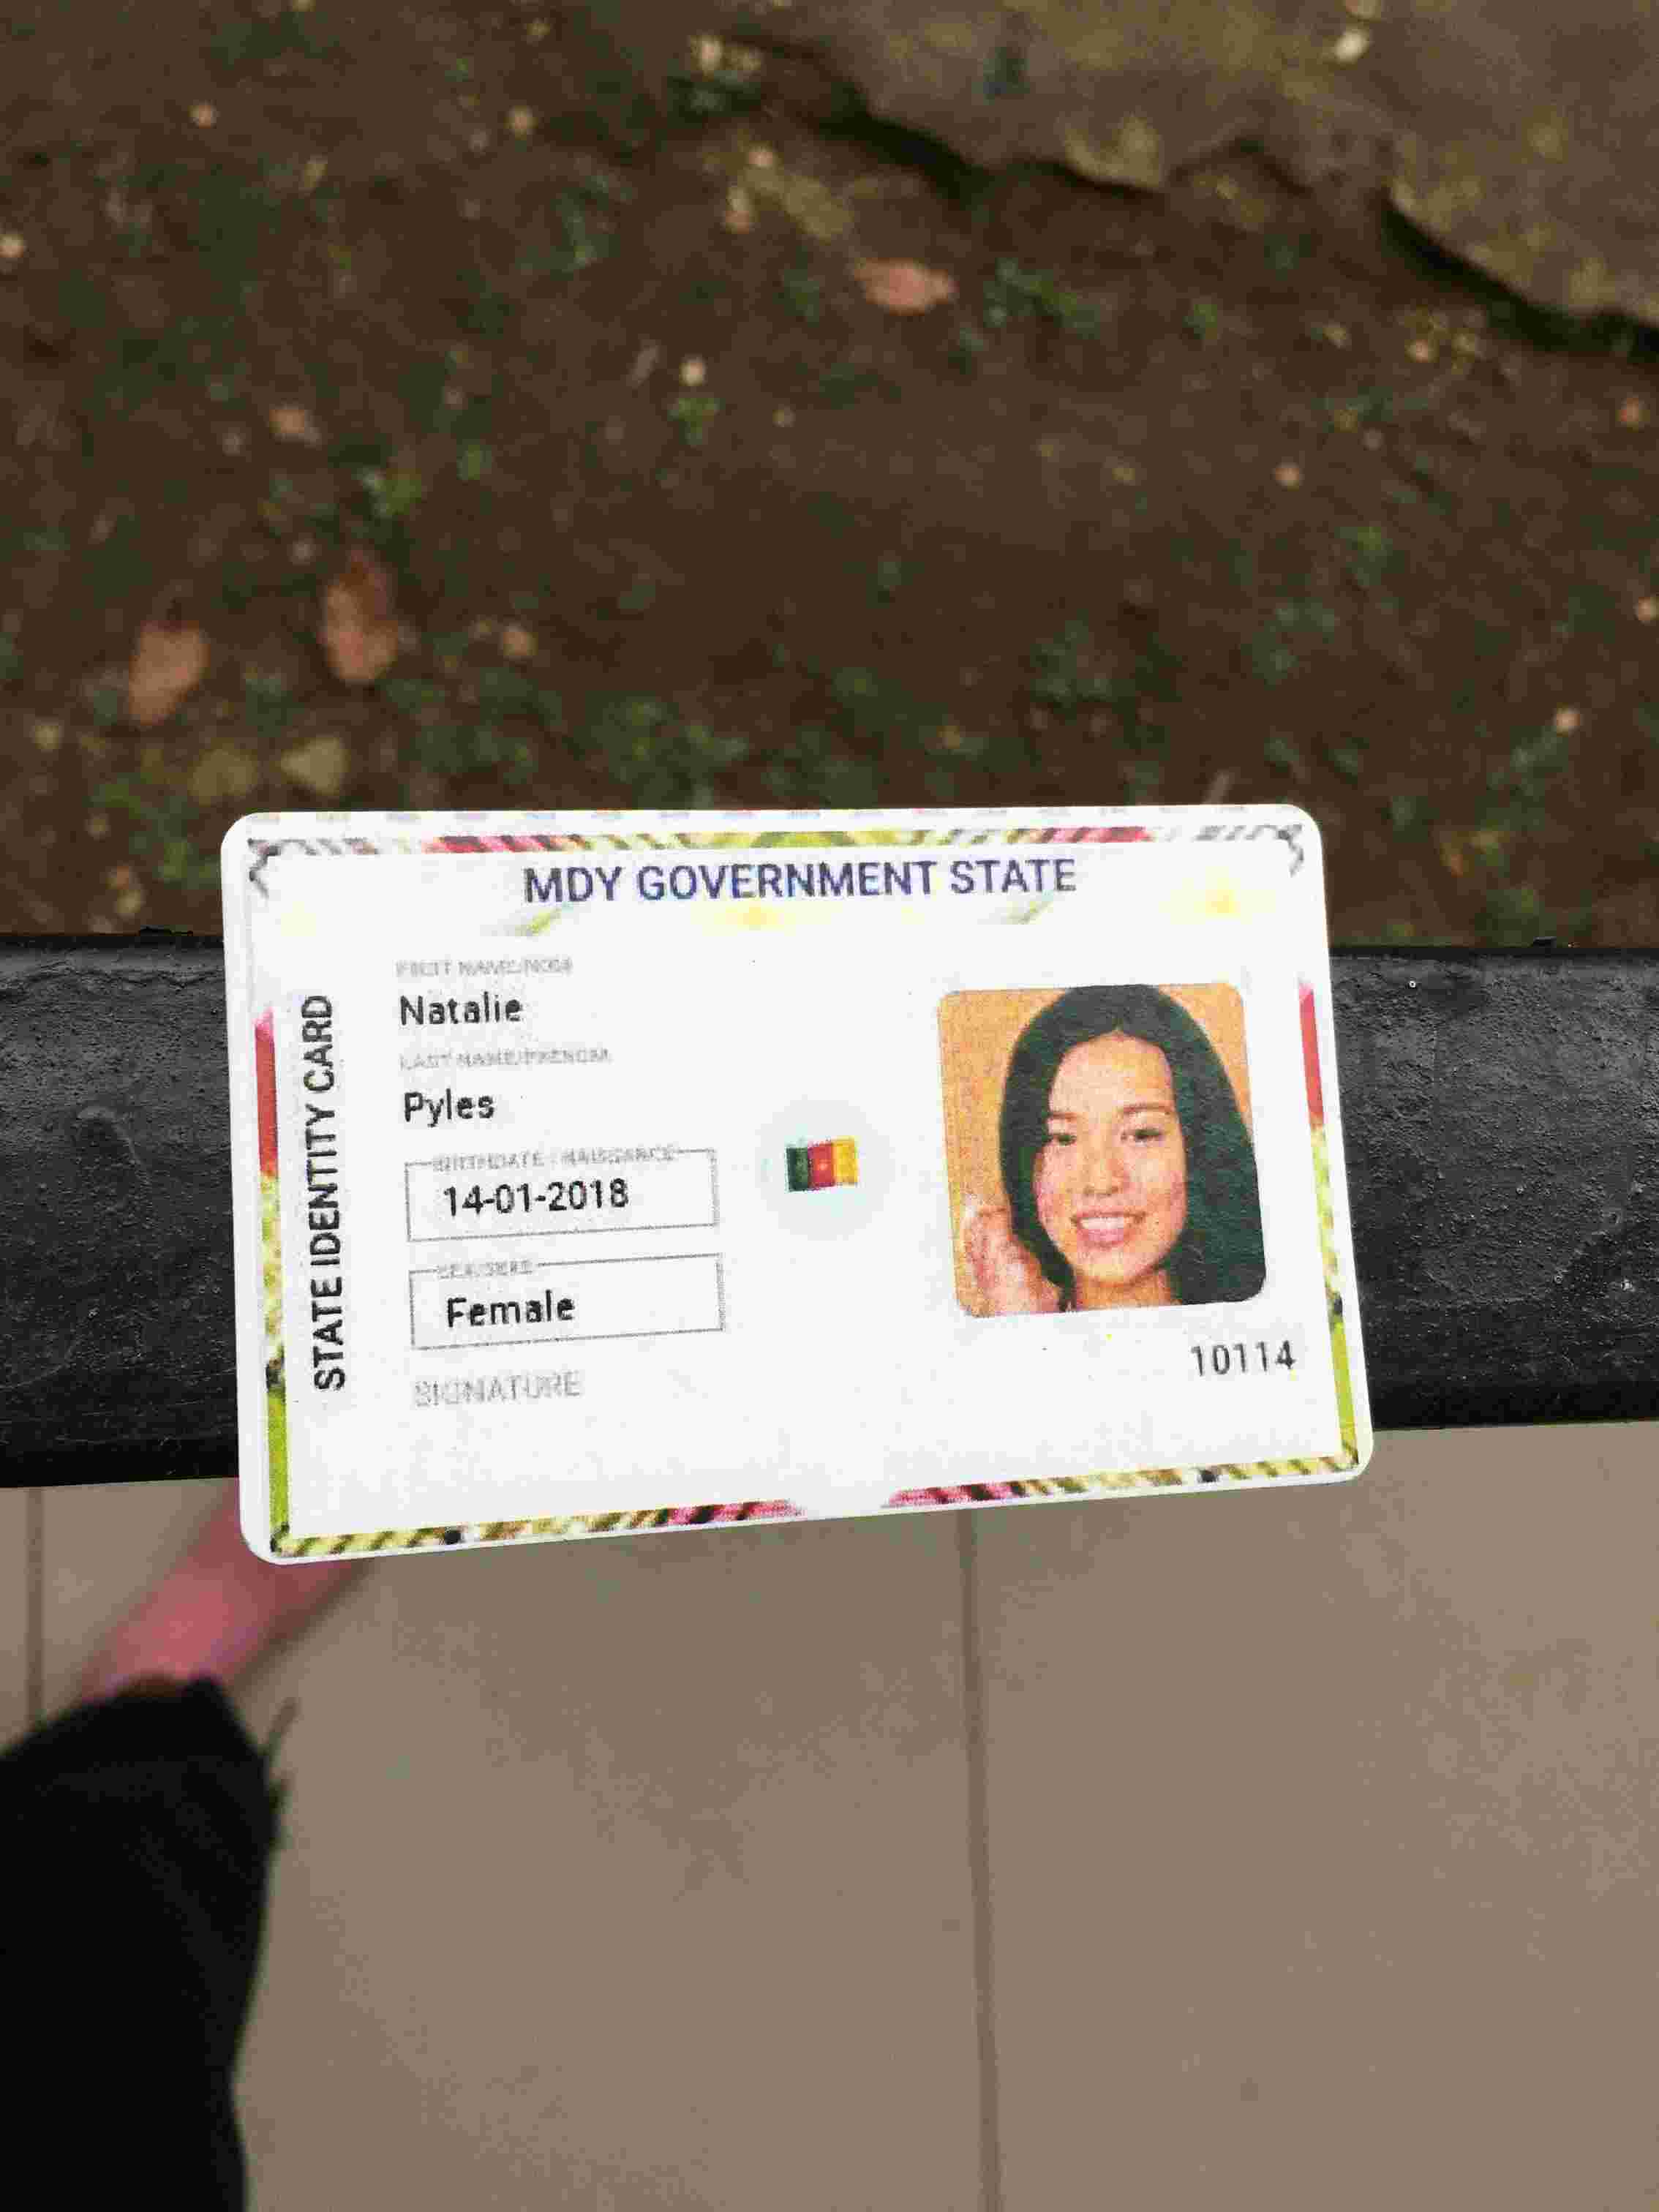 MDY GOVERNMENT STATE
STATE IDENTITY CARD
FIRST NAME/NOM
Natalie
LAST NAME/PRENOM
Pyles
BIRTHDATE / NAISSANCE
14-01-2018
SEX/SEXE
Female
10114
SIGNATURE